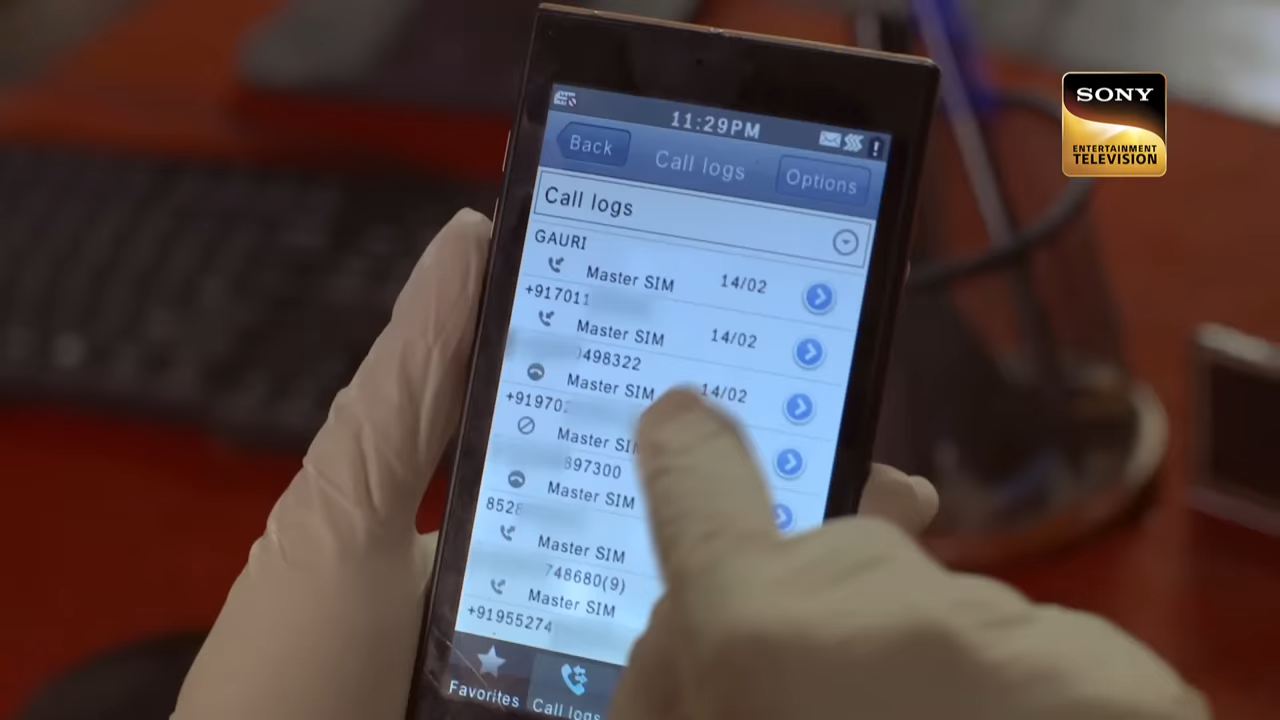 SONY
ENTERTAINMENT
TELEVISION
11:29PM
Back
Call logs
Options
Call logs
GAURI
Master SIM 14/02
+917011
Master SIM 14/02
498322
Master SIM 14/02
+91970
Master
897300
Master SIM
852
Master SIM
748680(9)
Master SIM
+91955274
Favorites
Call logs